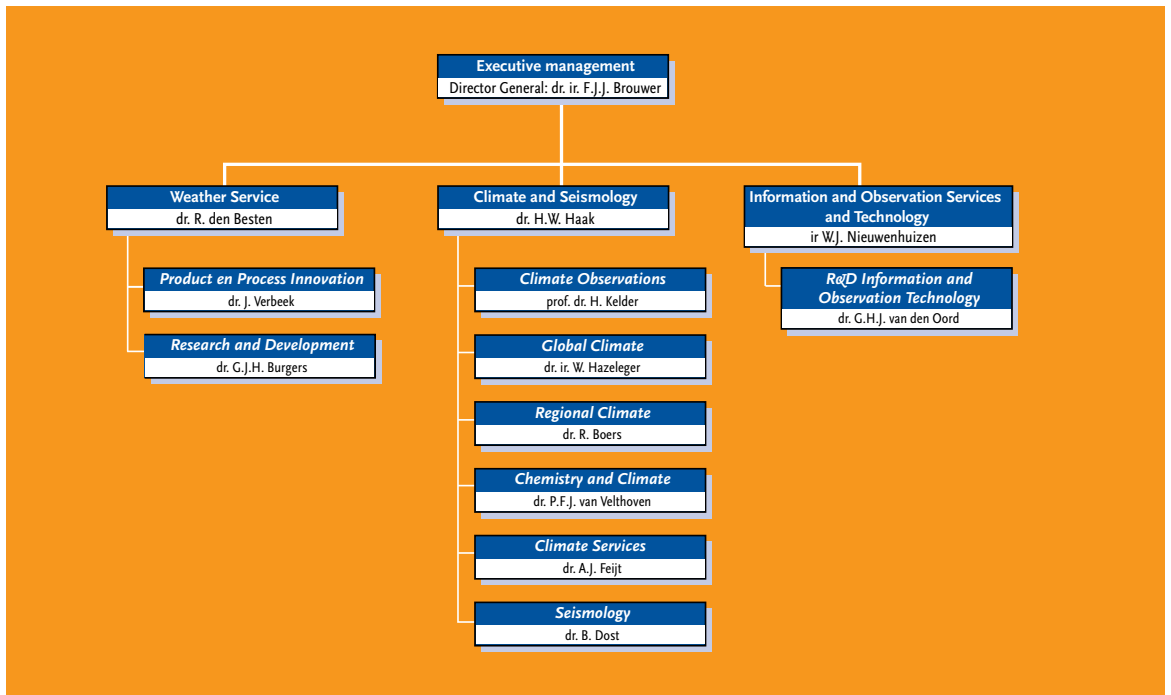 Executive management
Director General: dr. ir. F.J.J. Brouwer
Weather Service
dr. R. den Besten
Product en Process Innovation
dr. J. Verbeek
Research and Development
dr. G.J.H. Burgers
Climate and Seismology
dr. H.W. Haak
Climate Observations
prof. dr. H. Kelder
Global Climate
dr. ir. W. Hazeleger
Regional Climate
dr. R. Boers
Chemistry and Climate
dr. P.F.J. van Velthoven
Climate Services
dr. A.J. Feijt
Seismology
dr. B. Dost
Information and Observation Services
and Technology
ir W.J. Nieuwenhuizen
R&D Information and
Observation Technology
dr. G.H.J. van den Oord